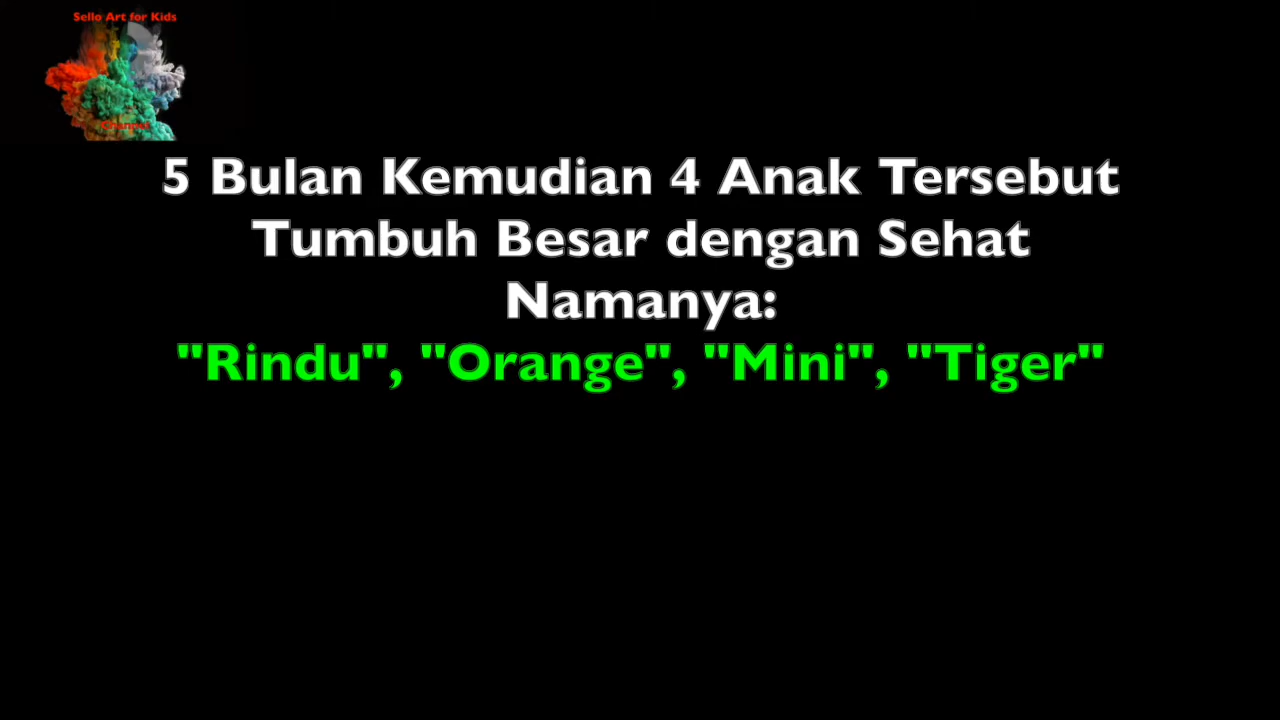 Sello Art for Kids
Channel
5 Bulan Kemudian 4 Anak Tersebut
Tumbuh Besar dengan Sehat
Namanya:
"Rindu", "Orange", "Mini", "Tiger"